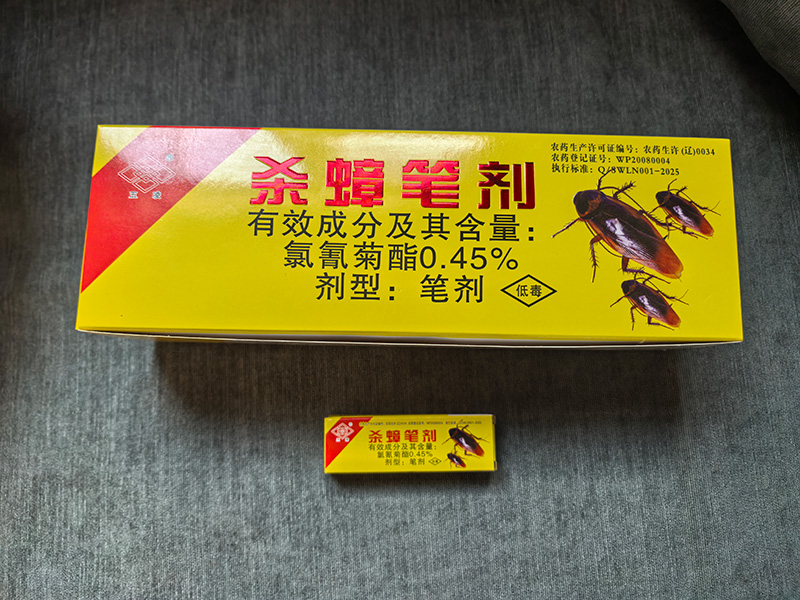 农药生产许可证编号：农药生许(辽)0034
农药登记证号：WP20080004
执行标准：Q/SWLN001-2025
五凌
杀蟑笔剂
有效成分及其含量：
氯氰菊酯0.45%
剂型：笔剂
低毒
杀蟑笔剂
有效成分及其含量：
氯氰菊酯0.45%
剂型：笔剂